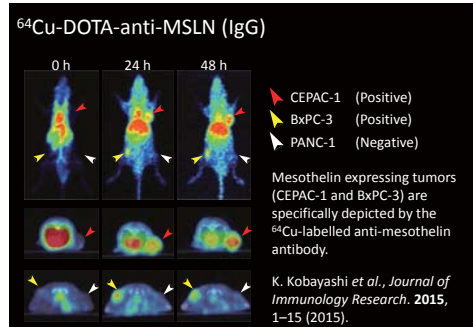 ⁶⁴Cu-DOTA-anti-MSLN (IgG)
0 h 24 h 48 h
CEPAC-1 (Positive)
BxPC-3 (Positive)
PANC-1 (Negative)
Mesothelin expressing tumors
(CEPAC-1 and BxPC-3) are
specifically depicted by the
⁶⁴Cu-labelled anti-mesothelin
antibody.
K. Kobayashi et al., Journal of
Immunology Research. 2015,
1–15 (2015).